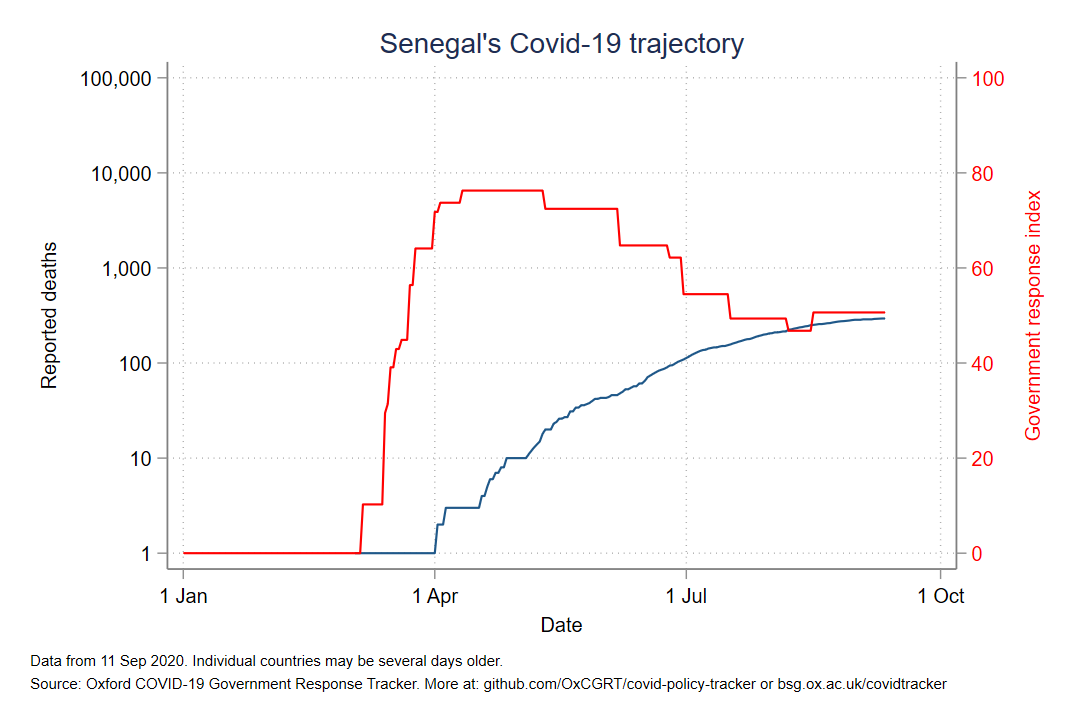 Senegal's Covid-19 trajectory
100,000
10,000
1,000
100
10
1
Reported deaths
100
80
60
40
20
0
Government response index
1 Jan 1 Apr 1 Jul 1 Oct
Date
Data from 11 Sep 2020. Individual countries may be several days older.
Source: Oxford COVID-19 Government Response Tracker. More at: github.com/OxCGRT/covid-policy-tracker or bsg.ox.ac.uk/covidtracker